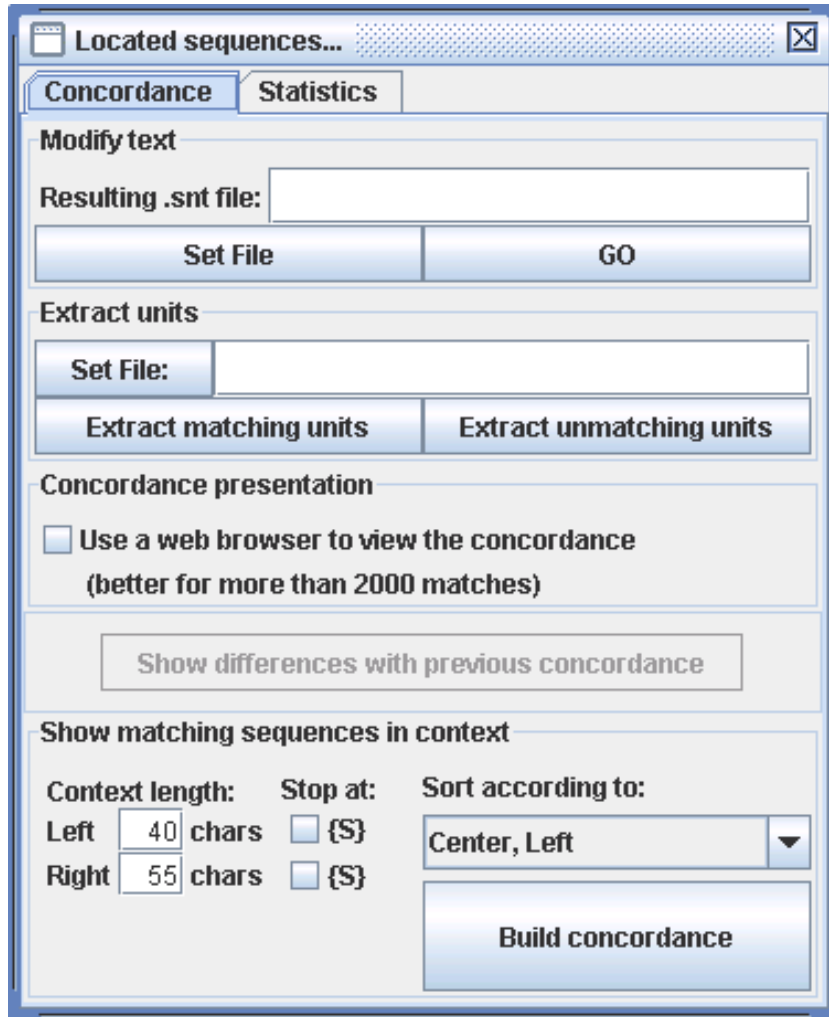 Located sequences...
Concordance Statistics
Modify text
Resulting .snt file:
Set File GO
Extract units
Set File:
Extract matching units Extract unmatching units
Concordance presentation
Use a web browser to view the concordance
(better for more than 2000 matches)
Show differences with previous concordance
Show matching sequences in context
Context length: Stop at: Sort according to:
Left 40 chars {S} Center, Left
Right 55 chars {S}
Build concordance